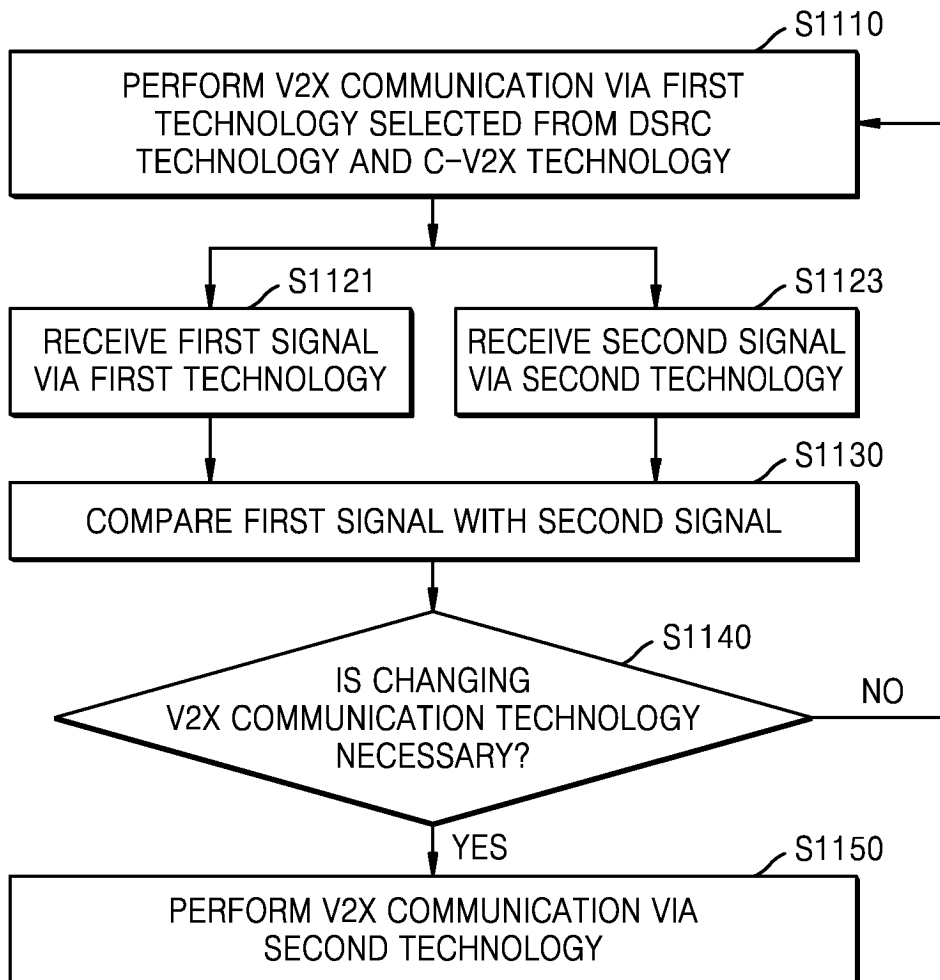 S1110
PERFORM V2X COMMUNICATION VIA FIRST
TECHNOLOGY SELECTED FROM DSRC
TECHNOLOGY AND C-V2X TECHNOLOGY
S1121
RECEIVE FIRST SIGNAL
VIA FIRST TECHNOLOGY
S1123
RECEIVE SECOND SIGNAL
VIA SECOND TECHNOLOGY
S1130
COMPARE FIRST SIGNAL WITH SECOND SIGNAL
S1140
IS CHANGING
V2X COMMUNICATION TECHNOLOGY
NECESSARY?
NO
YES
S1150
PERFORM V2X COMMUNICATION VIA
SECOND TECHNOLOGY